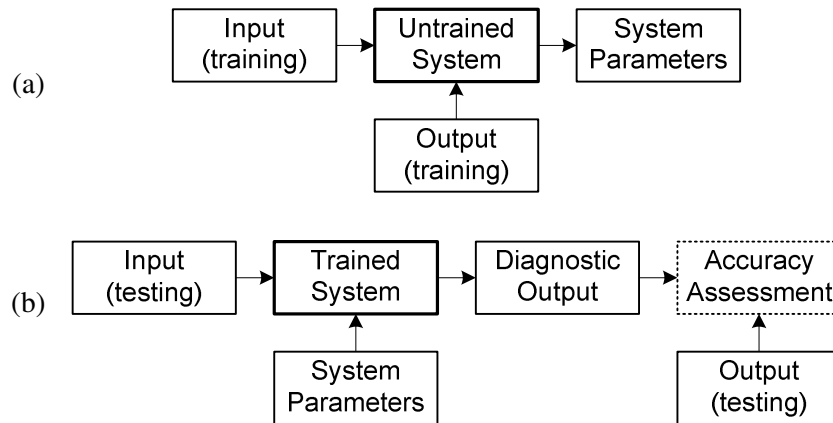 Input
(training)
Untrained
System
System
Parameters
(a)
Output
(training)
Input
(testing)
Trained
System
Diagnostic
Output
Accuracy
Assessment
(b)
System
Parameters
Output
(testing)